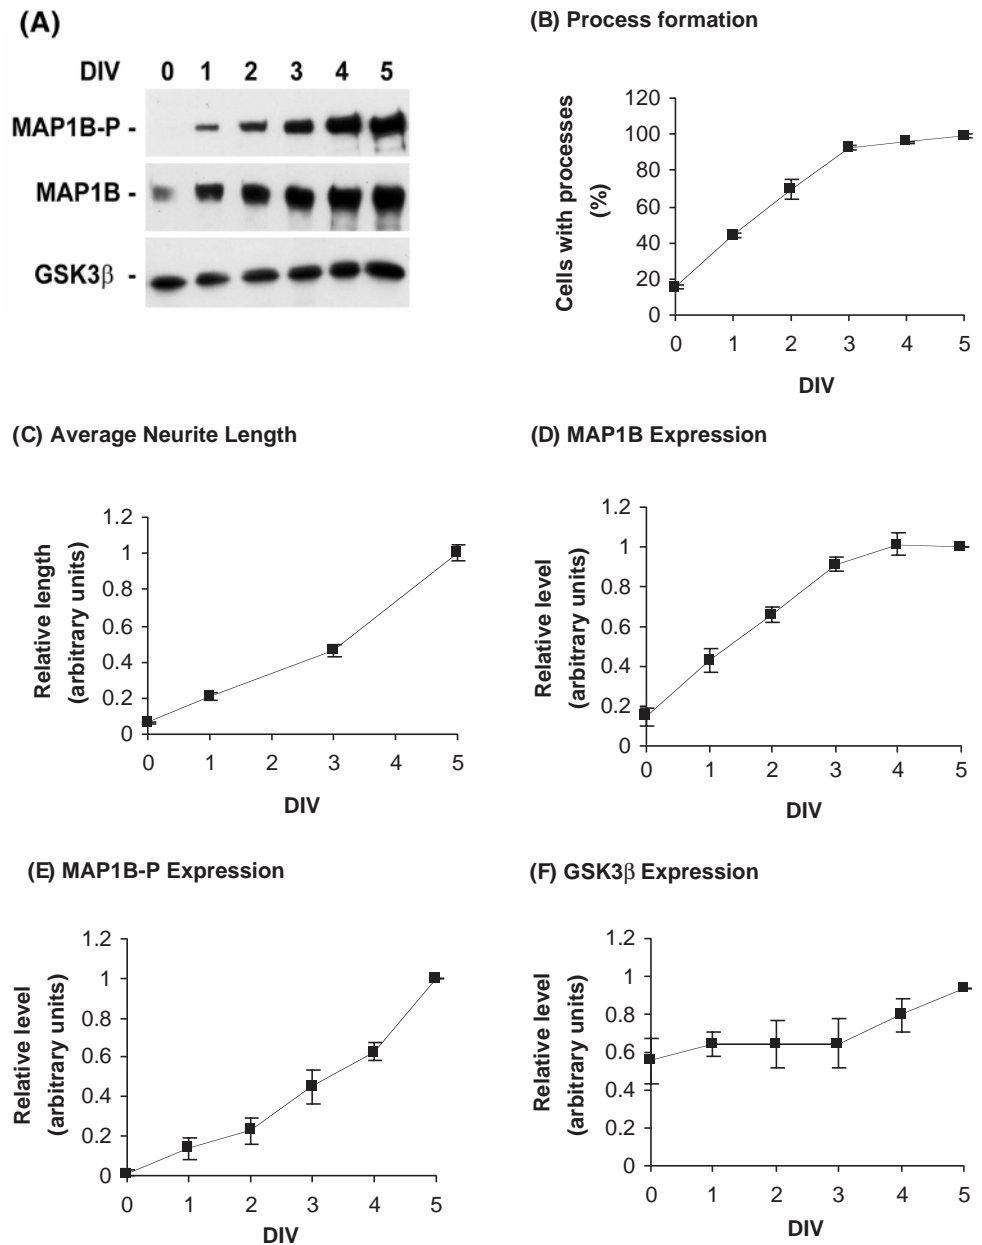 (A)
DIV 0 1 2 3 4 5
MAP1B-P -
MAP1B -
GSK3β -
(B) Process formation
Cells with processes
(%)
120
100
80
60
40
20
0
0 1 2 3 4 5
DIV
(C) Average Neurite Length
Relative length
(arbitrary units)
1.2
1
0.8
0.6
0.4
0.2
0
0 1 2 3 4 5
DIV
(D) MAP1B Expression
Relative level
(arbitrary units)
1.2
1
0.8
0.6
0.4
0.2
0
0 1 2 3 4 5
DIV
(E) MAP1B-P Expression
Relative level
(arbitrary units)
1.2
1
0.8
0.6
0.4
0.2
0
0 1 2 3 4 5
DIV
(F) GSK3β Expression
Relative level
(arbitrary units)
1.2
1
0.8
0.6
0.4
0.2
0
0 1 2 3 4 5
DIV